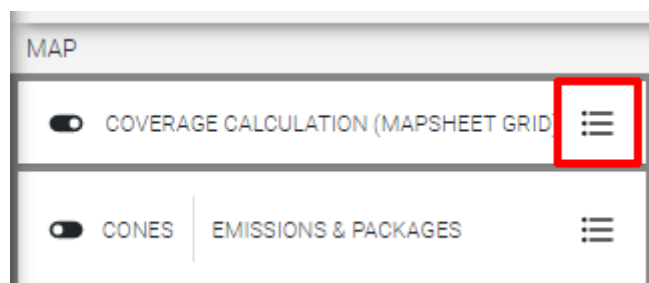 MAP
COVERAGE CALCULATION (MAPSHEET GRID)
CONES EMISSIONS & PACKAGES